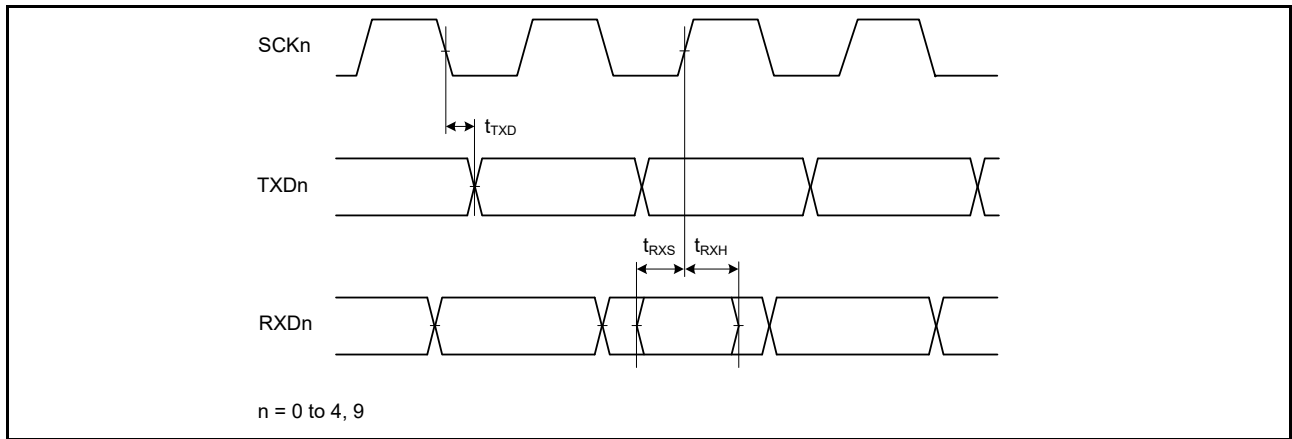 SCKn
tTXD
TXDn
tRXS tRXH
RXDn
n = 0 to 4, 9